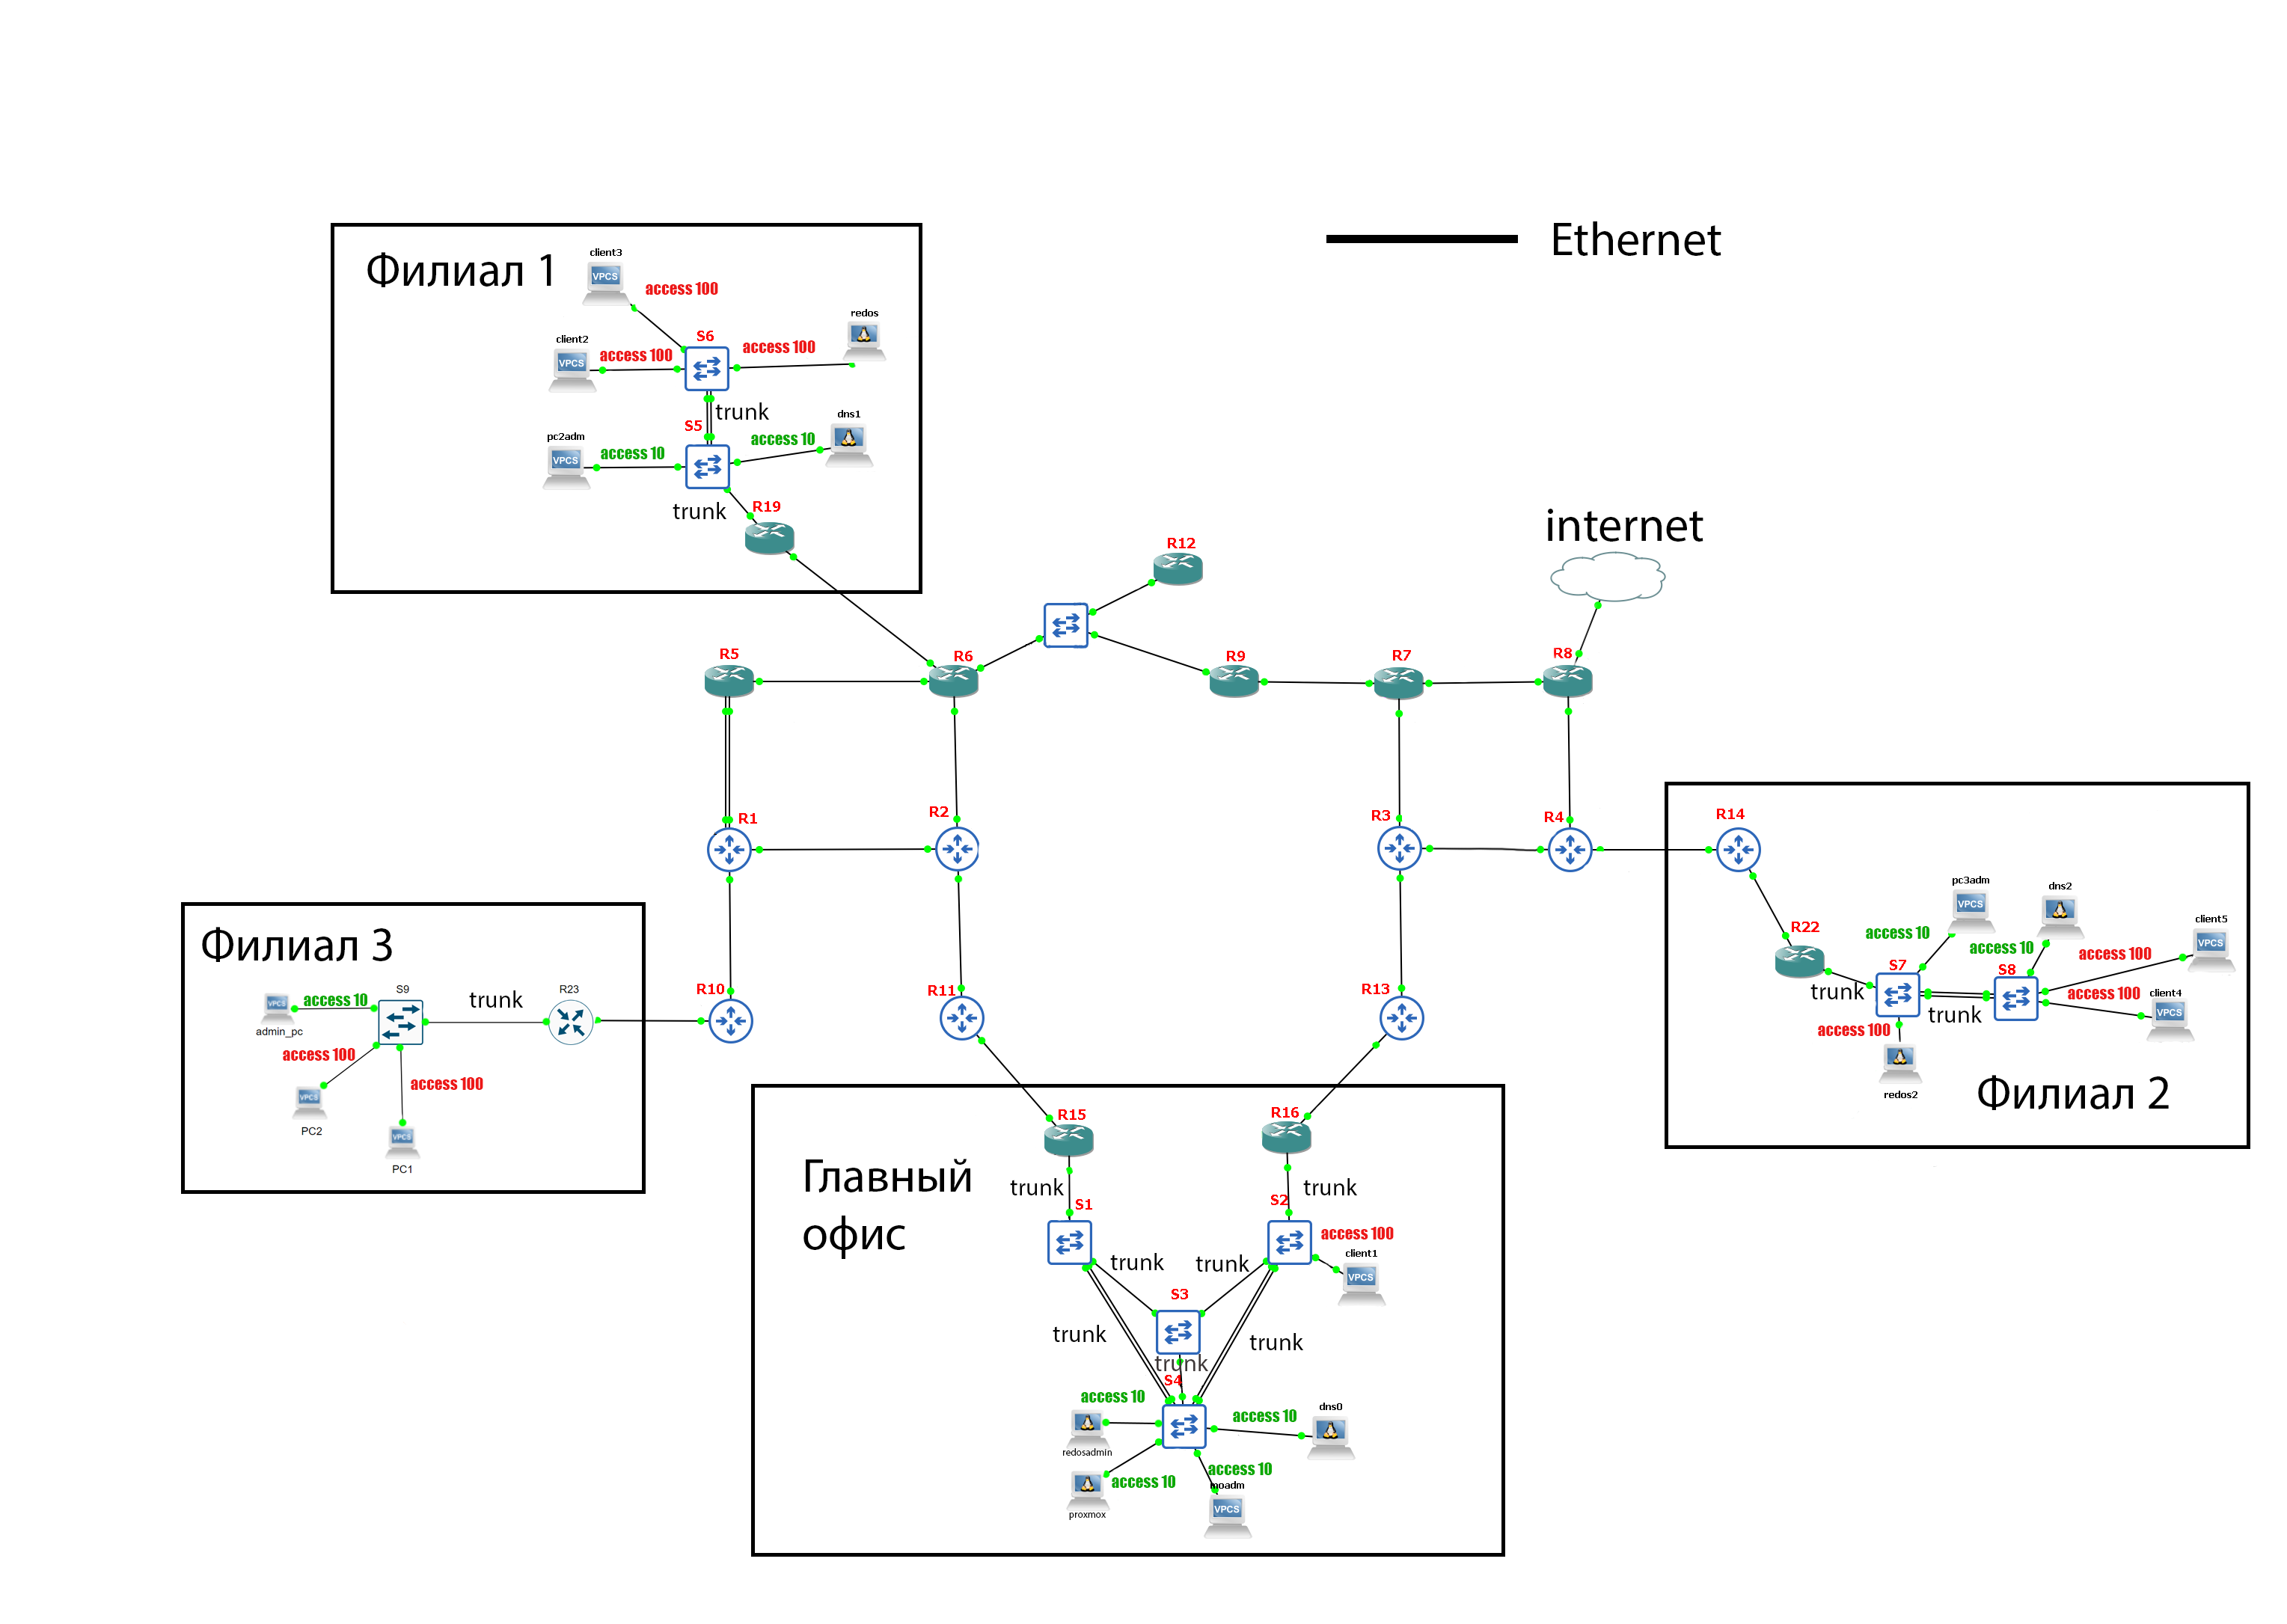 Ethernet
Филиал 1
client3
VPCS
access 100
redos
client2
VPCS
access 100
S6
access 100
trunk
pc2adm
VPCS
access 10
S5
access 10
dns1
trunk
R19
internet
R12
R5
R6
R9
R7
R8
R1
R2
R3
R4
R14
Филиал 3
S9
trunk
R23
access 10
VPCS
admin_pc
access 100
VPCS
PC2
access 100
VPCS
PC1
R10
R11
R13
R22
pc3adm
VPCS
dns2
access 10
access 10
client5
VPCS
access 100
S7
S8
trunk
trunk
access 100
client4
VPCS
access 100
redos2
Филиал 2
R15
R16
Главный
офис
trunk
trunk
S1
S2
access 100
client1
VPCS
trunk
trunk
S3
trunk
trunk
trunk
S4
access 10
redosadmin
access 10
dns0
access 10
proxmox
access 10
moadm
VPCS